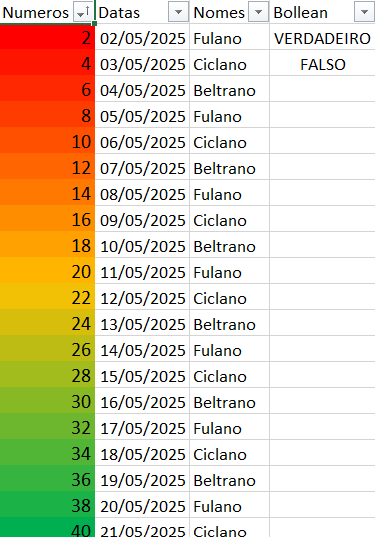 Numeros Datas Nomes Bollean
2 02/05/2025 Fulano VERDADEIRO
4 03/05/2025 Ciclano FALSO
6 04/05/2025 Beltrano
8 05/05/2025 Fulano
10 06/05/2025 Ciclano
12 07/05/2025 Beltrano
14 08/05/2025 Fulano
16 09/05/2025 Ciclano
18 10/05/2025 Beltrano
20 11/05/2025 Fulano
22 12/05/2025 Ciclano
24 13/05/2025 Beltrano
26 14/05/2025 Fulano
28 15/05/2025 Ciclano
30 16/05/2025 Beltrano
32 17/05/2025 Fulano
34 18/05/2025 Ciclano
36 19/05/2025 Beltrano
38 20/05/2025 Fulano
40 21/05/2025 Ciclano